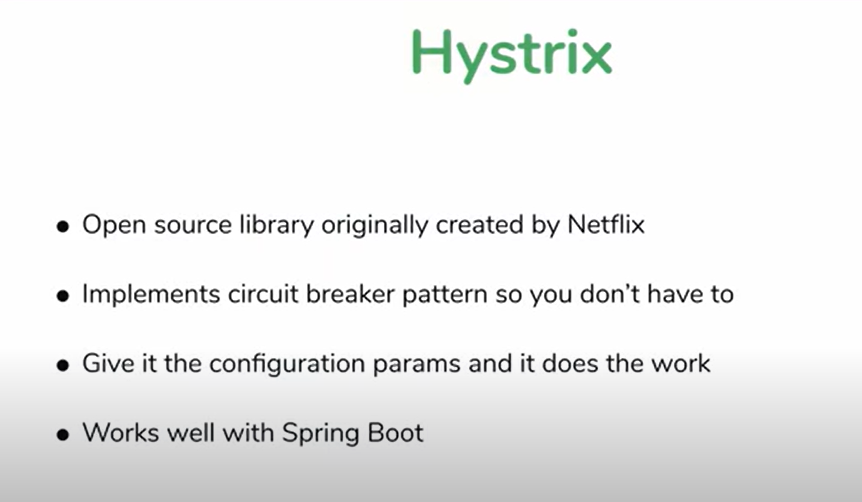 Hystrix
● Open source library originally created by Netflix
● Implements circuit breaker pattern so you don't have to
● Give it the configuration params and it does the work
● Works well with Spring Boot